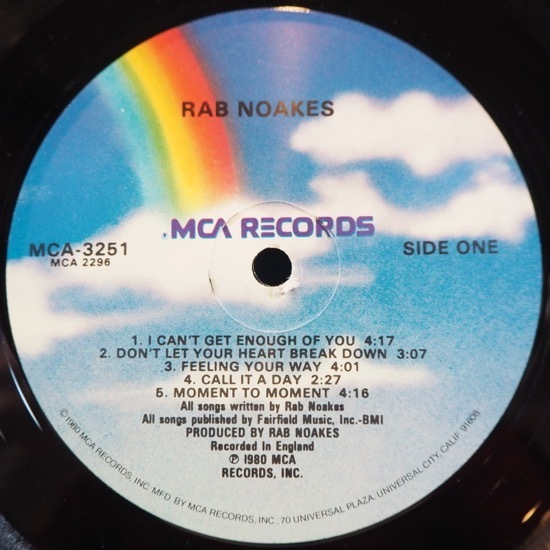 RAB NOAKES
MCA RECORDS
MCA-3251
MCA 2296
SIDE ONE
1. I CAN'T GET ENOUGH OF YOU 4:17
2. DON'T LET YOUR HEART BREAK DOWN 3:07
3. FEELING YOUR WAY 4:01
4. CALL IT A DAY 2:27
5. MOMENT TO MOMENT 4:16
All songs written by Rab Noakes
All songs published by Fairfield Music, Inc.-BMI
PRODUCED BY RAB NOAKES
Recorded In England
℗ 1980 MCA
RECORDS, INC.
©1980 MCA RECORDS, INC. MFD. BY MCA RECORDS, INC., 70 UNIVERSAL PLAZA, UNIVERSAL CITY, CALIF. 91608